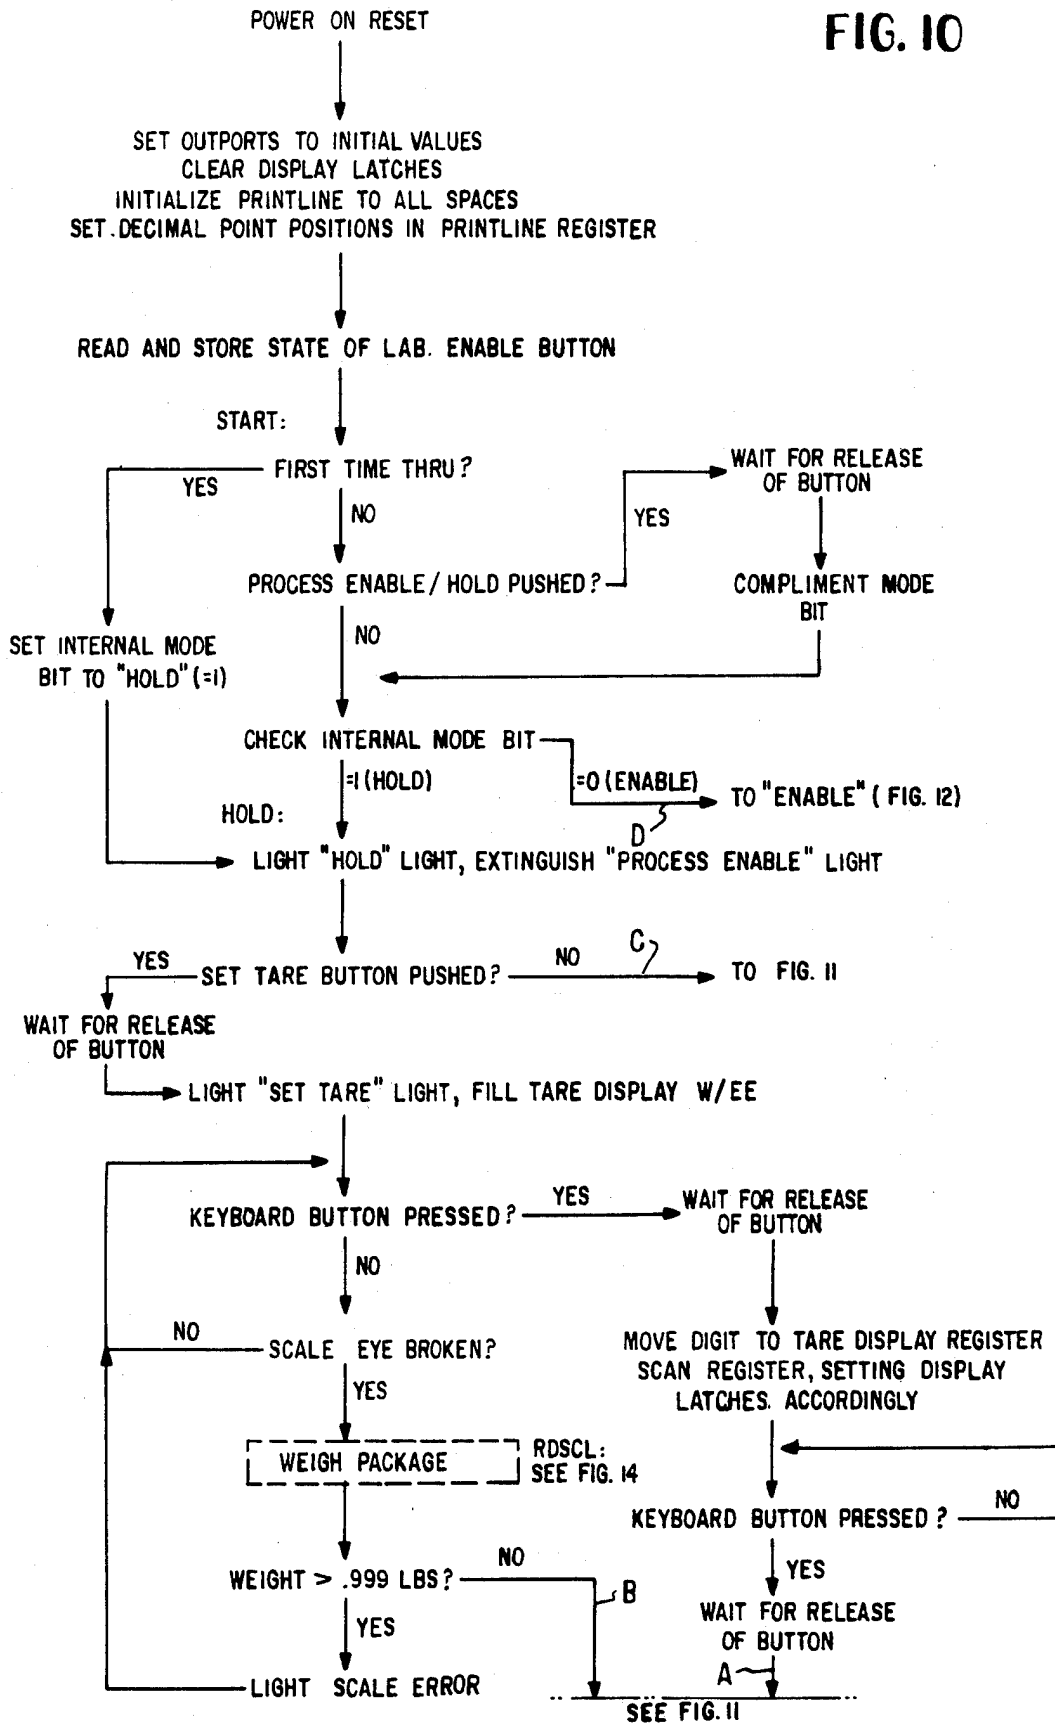 FIG. 10
POWER ON RESET
SET OUTPORTS TO INITIAL VALUES
CLEAR DISPLAY LATCHES
INITIALIZE PRINTLINE TO ALL SPACES
SET.DECIMAL POINT POSITIONS IN PRINTLINE REGISTER
READ AND STORE STATE OF LAB. ENABLE BUTTON
START:
FIRST TIME THRU?
YES
NO
WAIT FOR RELEASE
OF BUTTON
YES
PROCESS ENABLE/HOLD PUSHED?
COMPLIMENT MODE
BIT
NO
SET INTERNAL MODE
BIT TO "HOLD" (=1)
CHECK INTERNAL MODE BIT
=1 (HOLD)
=0 (ENABLE)
TO "ENABLE" (FIG. 12)
D
HOLD:
LIGHT "HOLD" LIGHT, EXTINGUISH "PROCESS ENABLE" LIGHT
YES
SET TARE BUTTON PUSHED?
NO
C
TO FIG. 11
WAIT FOR RELEASE
OF BUTTON
LIGHT "SET TARE" LIGHT, FILL TARE DISPLAY W/EE
KEYBOARD BUTTON PRESSED?
YES
WAIT FOR RELEASE
OF BUTTON
NO
NO
SCALE EYE BROKEN?
MOVE DIGIT TO TARE DISPLAY REGISTER
SCAN REGISTER, SETTING DISPLAY
LATCHES. ACCORDINGLY
YES
WEIGH PACKAGE
RDSCL:
SEE FIG. 14
KEYBOARD BUTTON PRESSED?
NO
YES
WEIGHT > .999 LBS?
NO
B
WAIT FOR RELEASE
OF BUTTON
YES
A
LIGHT SCALE ERROR
SEE FIG. 11